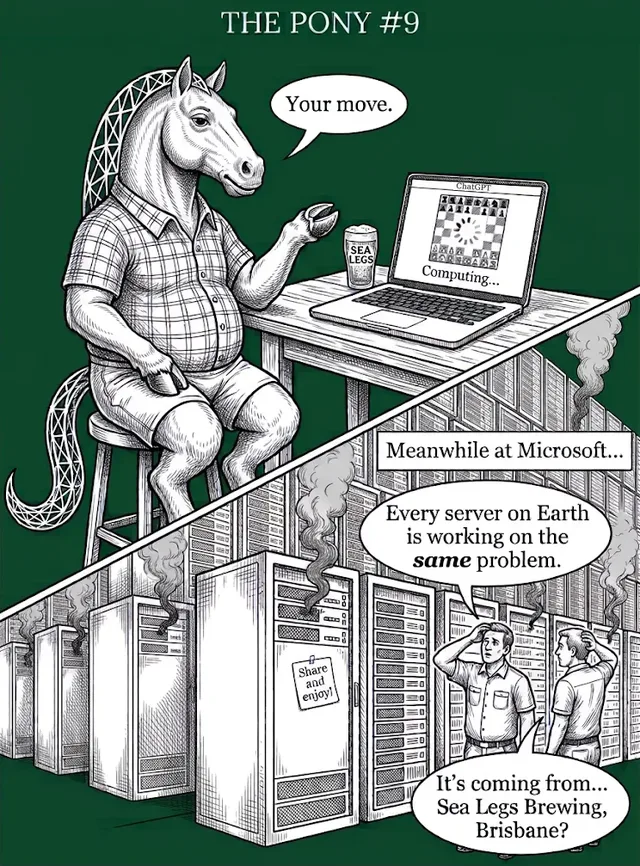 THE PONY #9
Your move.
ChatGPT
Computing...
SEA
LEGS
Meanwhile at Microsoft...
Every server on Earth
is working on the
same problem.
Share
and
enjoy!
It's coming from...
Sea Legs Brewing,
Brisbane?